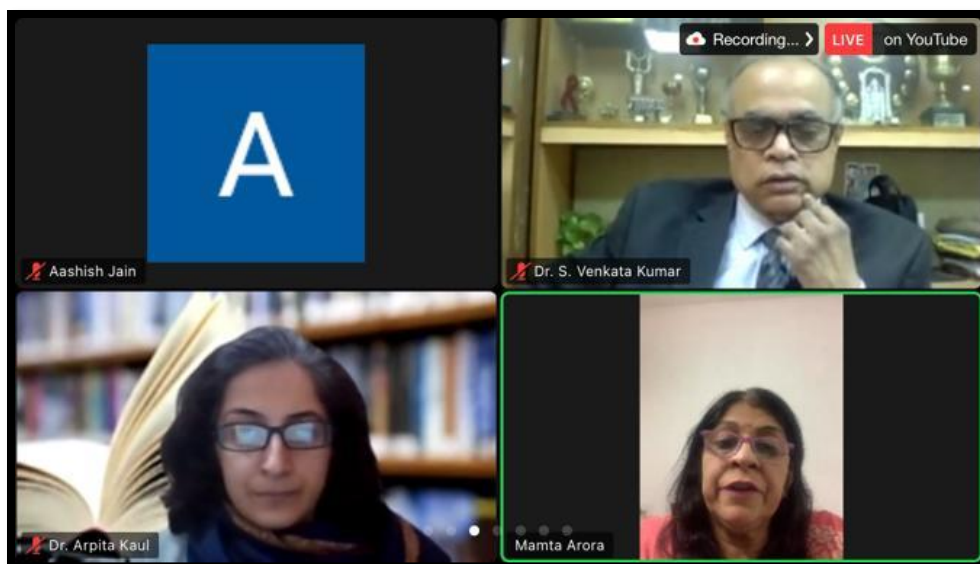 Recording...
LIVE on YouTube
A
Aashish Jain
Dr. S. Venkata Kumar
Dr. Arpita Kaul
Mamta Arora